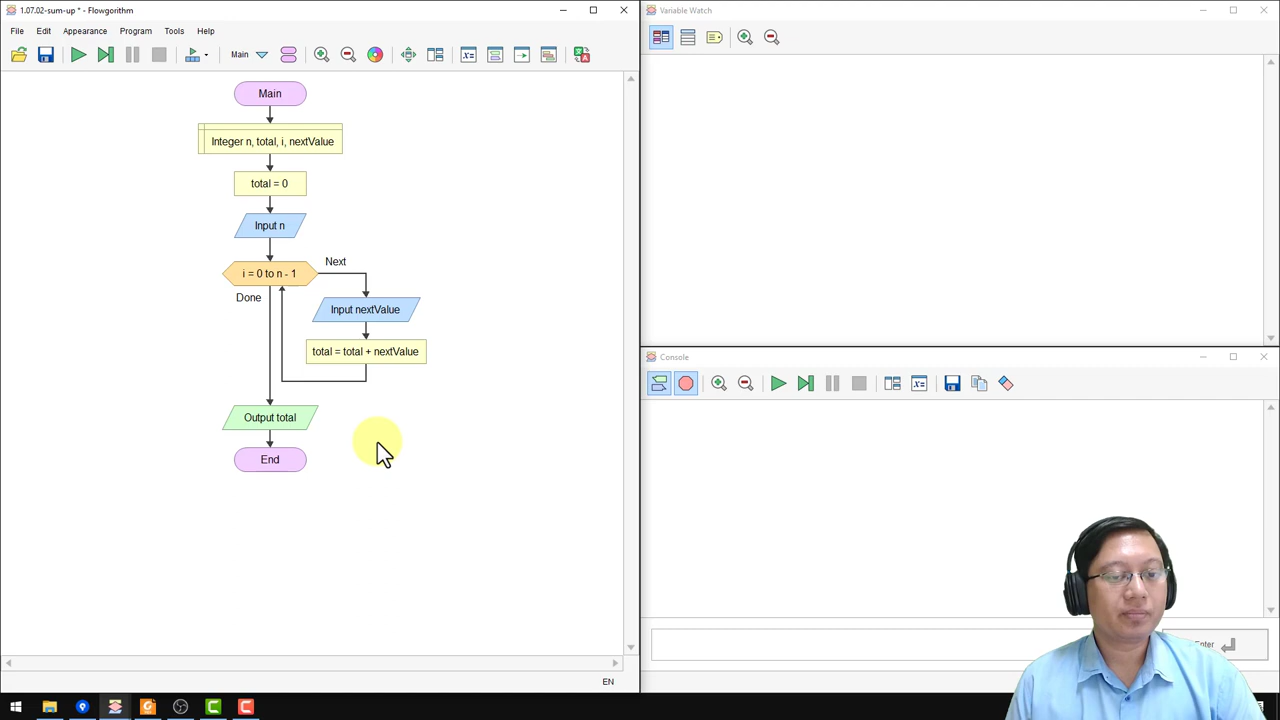 1.07.02-sum-up * - Flowgorithm
File Edit Appearance Program Tools Help
Main
Main
Integer n, total, i, nextValue
total = 0
Input n
i = 0 to n - 1
Next
Done
Input nextValue
total = total + nextValue
Output total
End
EN
Variable Watch
Console
Enter